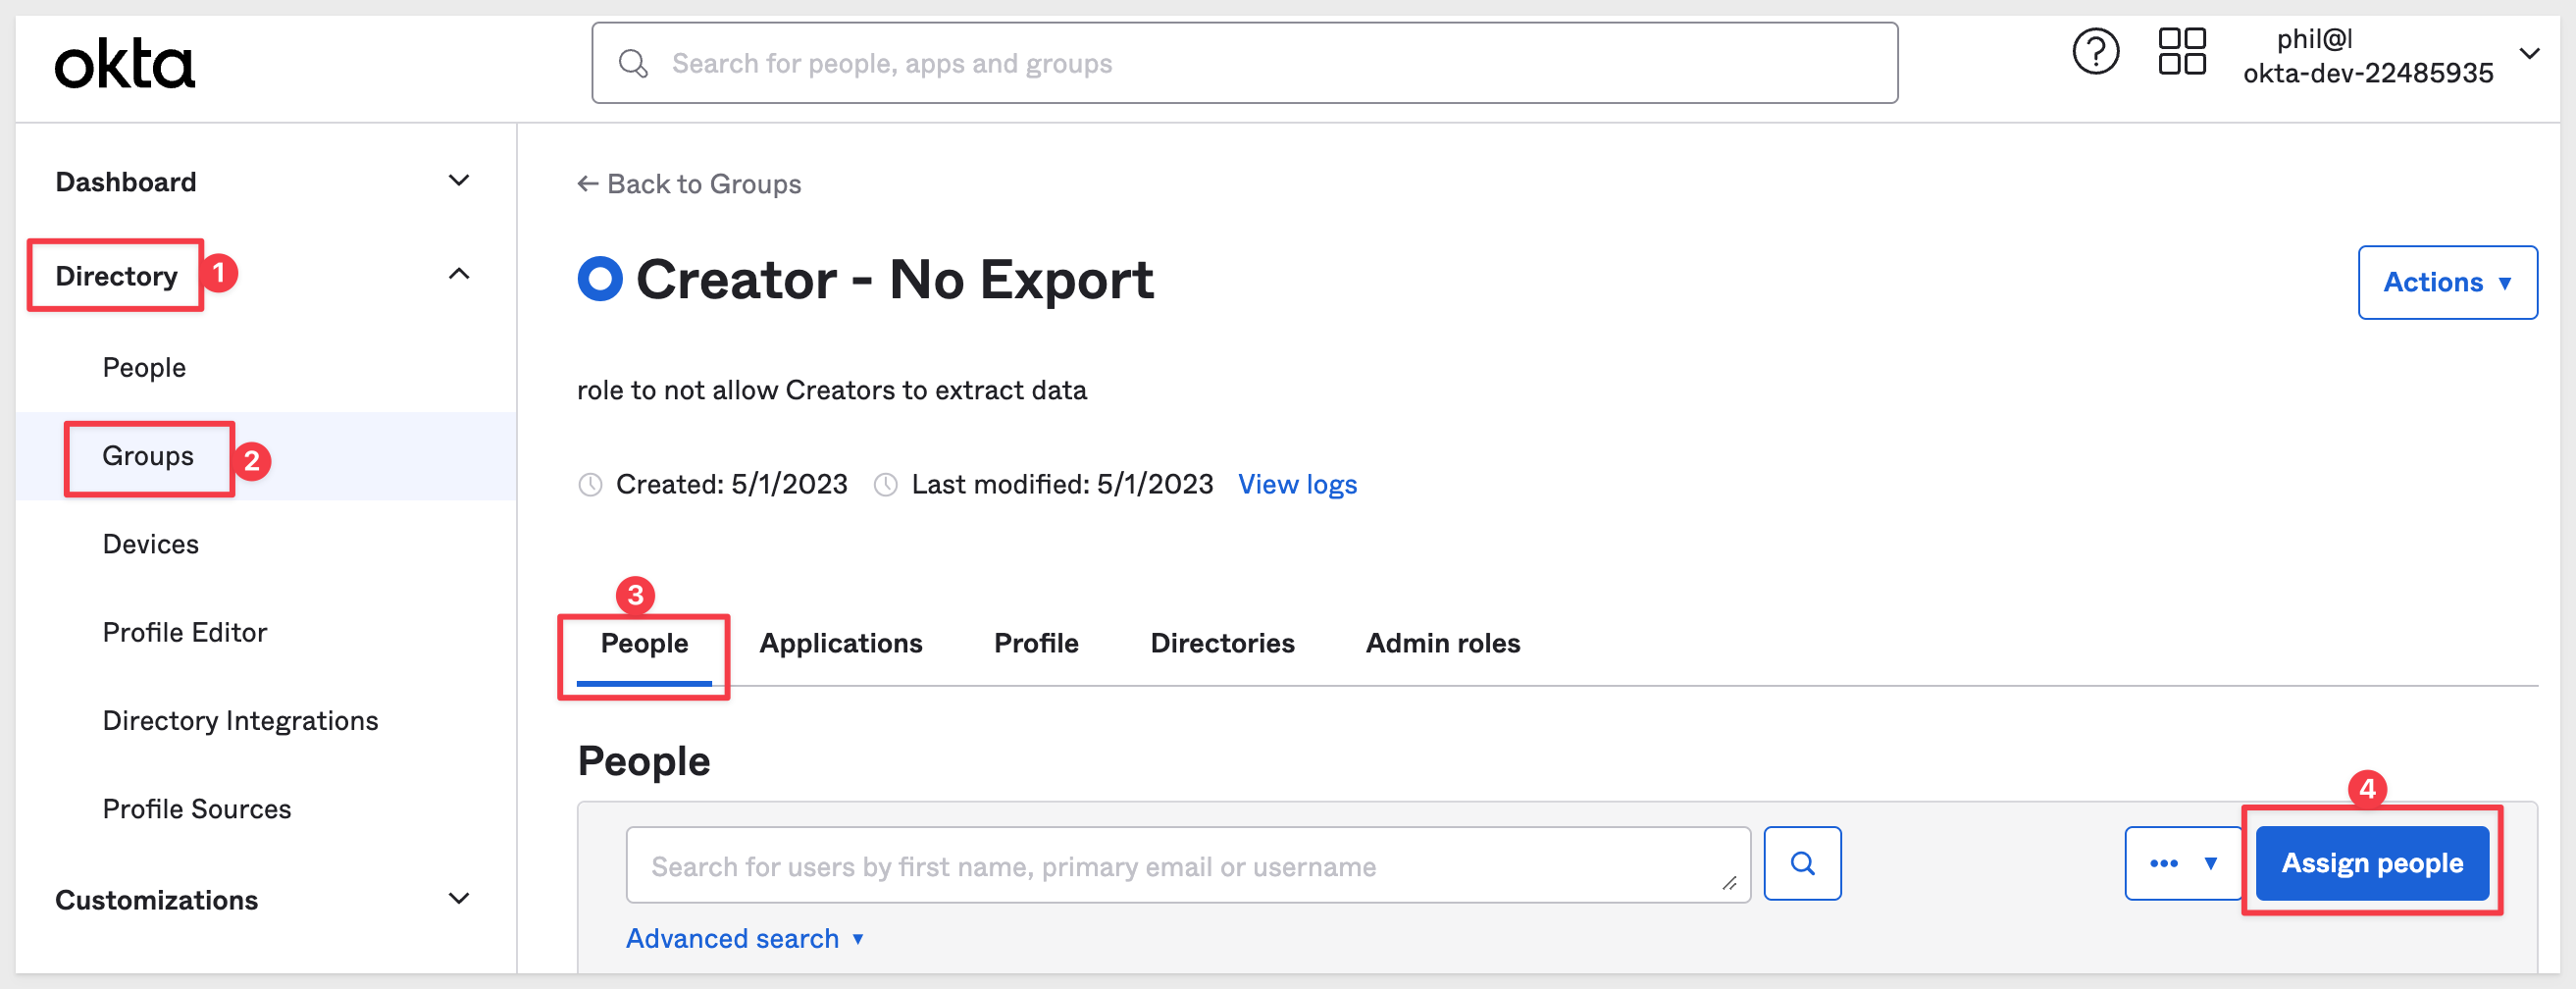 okta
Search for people, apps and groups
phil@l
okta-dev-22485935
Dashboard
Directory
1
People
Groups
2
Devices
Profile Editor
Directory Integrations
Profile Sources
Customizations
← Back to Groups
Creator - No Export
Actions ▼
role to not allow Creators to extract data
Created: 5/1/2023 Last modified: 5/1/2023 View logs
3
People Applications Profile Directories Admin roles
People
4
Search for users by first name, primary email or username
••• ▼
Assign people
Advanced search ▼